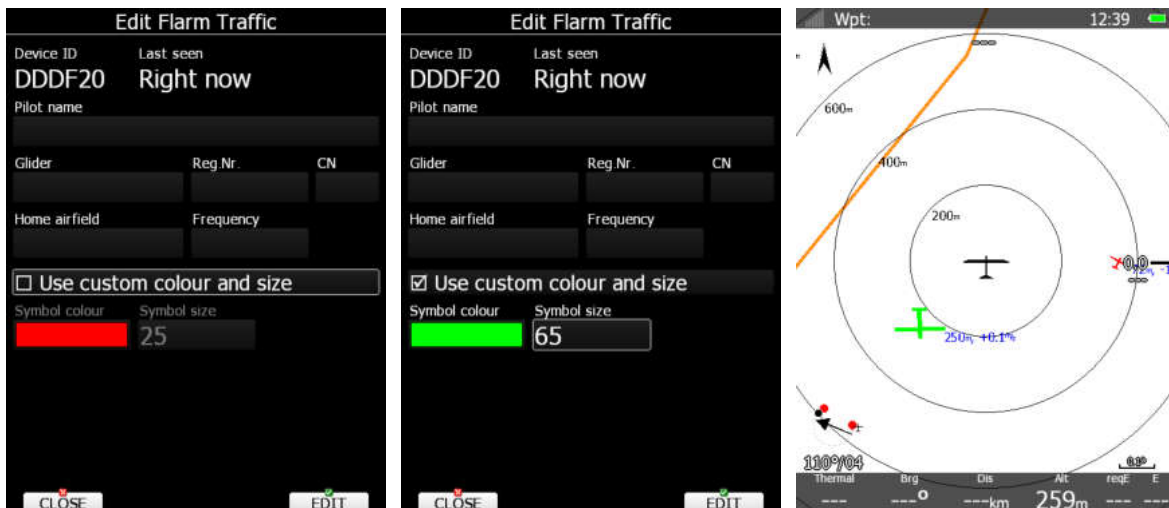 Edit Flarm Traffic
Device ID Last seen
DDDF20 Right now
Pilot name
Glider Reg.Nr. CN
Home airfield Frequency
Use custom colour and size
Symbol colour Symbol size
25
CLOSE EDIT
Edit Flarm Traffic
Device ID Last seen
DDDF20 Right now
Pilot name
Glider Reg.Nr. CN
Home airfield Frequency
Use custom colour and size
Symbol colour Symbol size
65
CLOSE EDIT
Wpt: 12:39
600m
400m
200m
0.0
250m, +0.1
110°/04
Thermal Brg Dis Alt reqE E
--- ---° ---km 259m --- ---